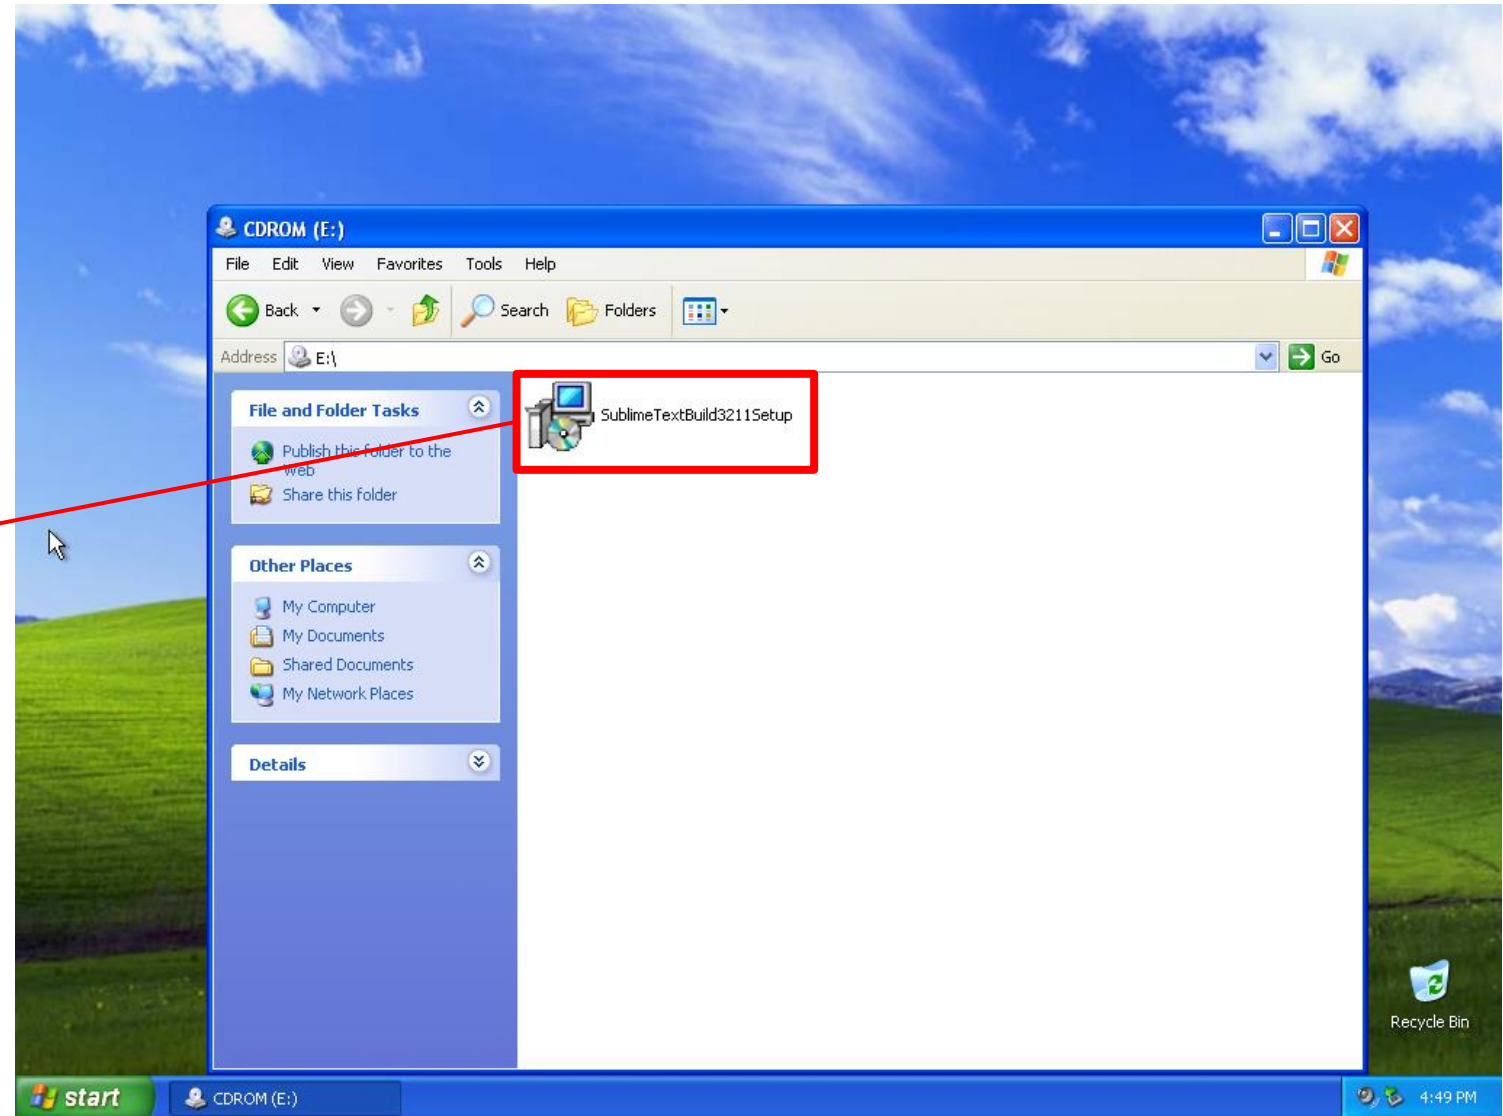 CDROM (E:)
File Edit View Favorites Tools Help
Back Search Folders
Address E:\ Go
File and Folder Tasks
Publish this folder to the
Web
Share this folder
SublimeTextBuild3211Setup
Other Places
My Computer
My Documents
Shared Documents
My Network Places
Details
Recycle Bin
start CDROM (E:) 4:49 PM